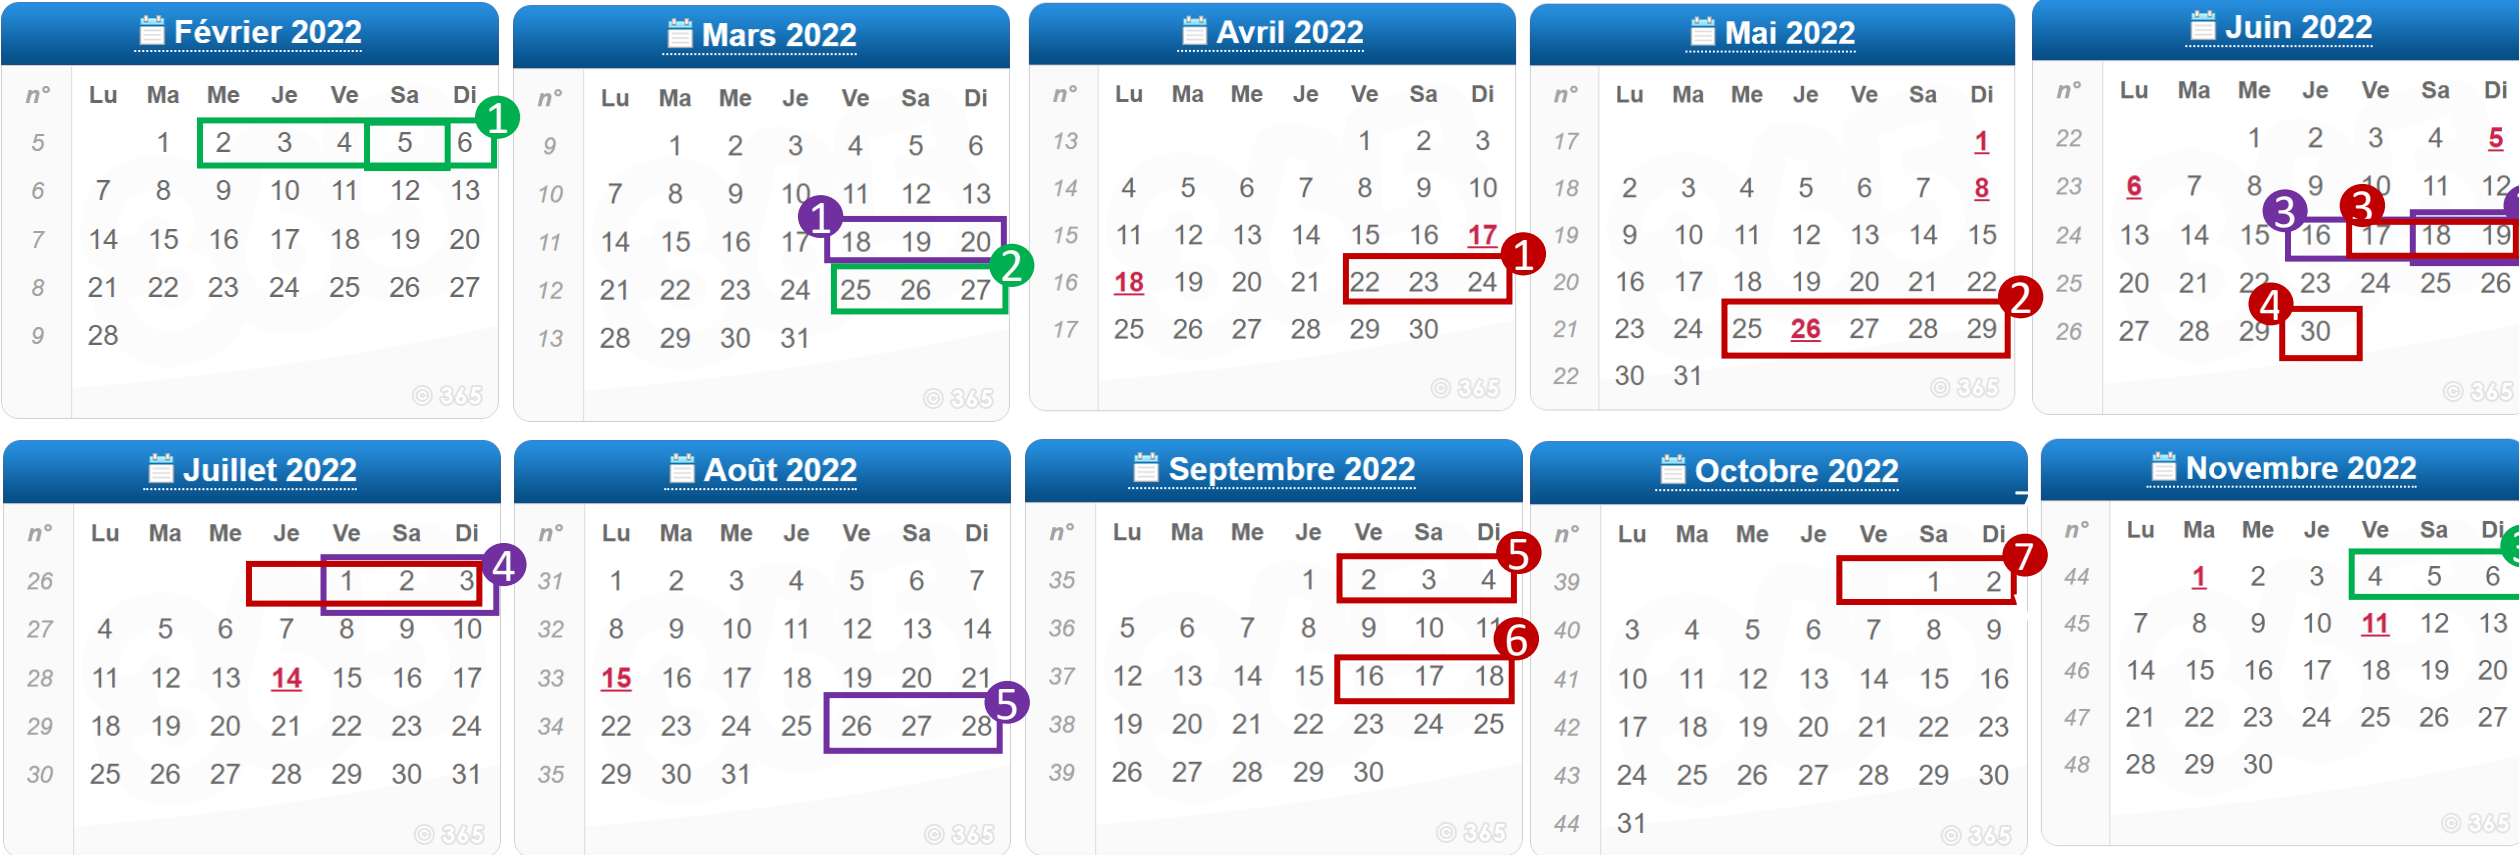 Février 2022
n° Lu Ma Me Je Ve Sa Di
1
5 1 2 3 4 5 6
6 7 8 9 10 11 12 13
7 14 15 16 17 18 19 20
8 21 22 23 24 25 26 27
9 28
© 365
Mars 2022
n° Lu Ma Me Je Ve Sa Di
9 1 2 3 4 5 6
10 7 8 9 10 11 12 13
1
11 14 15 16 17 18 19 20
2
12 21 22 23 24 25 26 27
13 28 29 30 31
© 365
Avril 2022
n° Lu Ma Me Je Ve Sa Di
13 1 2 3
14 4 5 6 7 8 9 10
15 11 12 13 14 15 16 17
1
16 18 19 20 21 22 23 24
17 25 26 27 28 29 30
© 365
Mai 2022
n° Lu Ma Me Je Ve Sa Di
17 1
18 2 3 4 5 6 7 8
19 9 10 11 12 13 14 15
20 16 17 18 19 20 21 22
2
21 23 24 25 26 27 28 29
22 30 31
© 365
Juin 2022
n° Lu Ma Me Je Ve Sa Di
22 1 2 3 4 5
23 6 7 8 9 10 11 12
3 3
24 13 14 15 16 17 18 19
25 20 21 22 23 24 25 26
4
26 27 28 29 30
© 365
Juillet 2022
n° Lu Ma Me Je Ve Sa Di
4
26 1 2 3
27 4 5 6 7 8 9 10
28 11 12 13 14 15 16 17
29 18 19 20 21 22 23 24
30 25 26 27 28 29 30 31
© 365
Août 2022
n° Lu Ma Me Je Ve Sa Di
31 1 2 3 4 5 6 7
32 8 9 10 11 12 13 14
33 15 16 17 18 19 20 21
5
34 22 23 24 25 26 27 28
35 29 30 31
© 365
Septembre 2022
n° Lu Ma Me Je Ve Sa Di
5
35 1 2 3 4
36 5 6 7 8 9 10 11
6
37 12 13 14 15 16 17 18
38 19 20 21 22 23 24 25
39 26 27 28 29 30
© 365
Octobre 2022
n° Lu Ma Me Je Ve Sa Di
7
39 1 2
40 3 4 5 6 7 8 9
41 10 11 12 13 14 15 16
42 17 18 19 20 21 22 23
43 24 25 26 27 28 29 30
44 31
© 365
Novembre 2022
n° Lu Ma Me Je Ve Sa Di
44 1 2 3 4 5 6
45 7 8 9 10 11 12 13
46 14 15 16 17 18 19 20
47 21 22 23 24 25 26 27
48 28 29 30
© 365